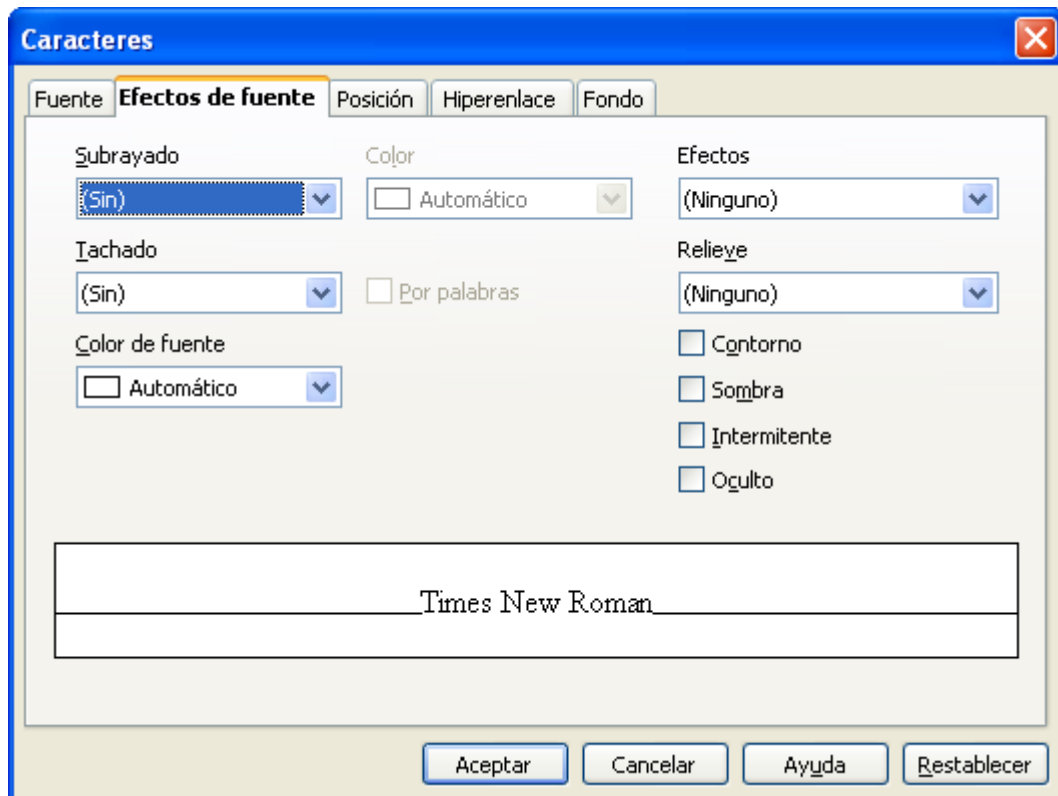 Caracteres
Fuente Efectos de fuente Posición Hiperenlace Fondo
Subrayado Color Efectos
(Sin) Automático (Ninguno)
Tachado Relieve
(Sin) Por palabras (Ninguno)
Color de fuente Contorno
Automático Sombra
Intermitente
Oculto
Times New Roman
Aceptar Cancelar Ayuda Restablecer